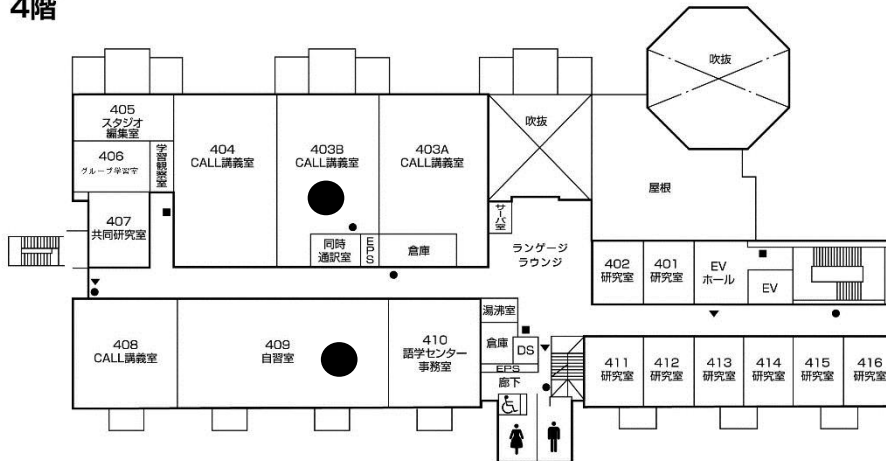 4階
吹抜
405
スタジオ
編集室
406
グループ学習室
学習観察室
404
CALL講義室
403B
CALL講義室
403A
CALL講義室
吹抜
屋根
407
共同研究室
同時
通訳室
EPS
倉庫
サーバ室
ランゲージ
ラウンジ
402
研究室
401
研究室
EV
ホール
EV
408
CALL講義室
409
自習室
410
語学センター
事務室
湯沸室
倉庫
DS
EPS
廊下
411
研究室
412
研究室
413
研究室
414
研究室
415
研究室
416
研究室